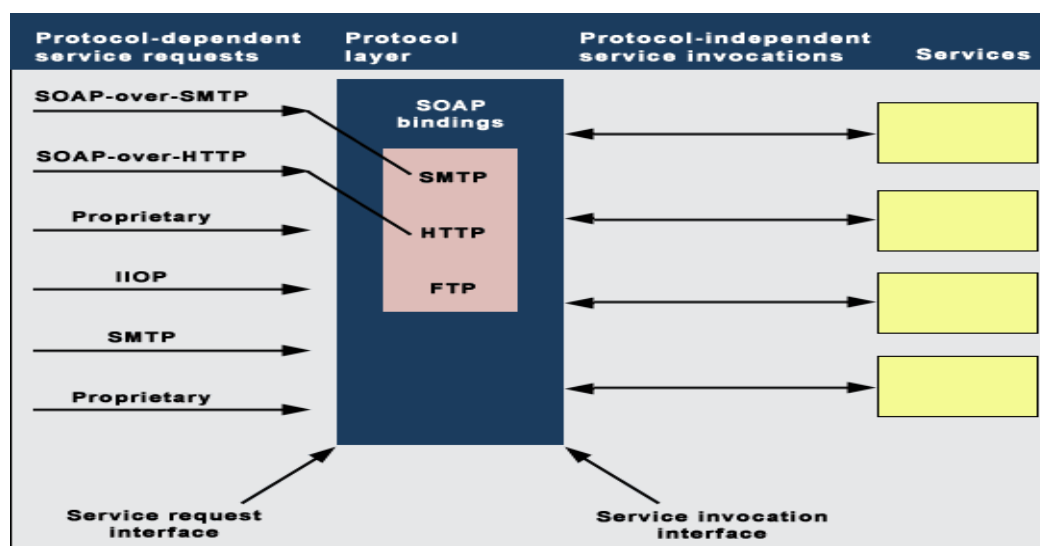 Protocol-dependent
service requests
Protocol
layer
Protocol-independent
service invocations
Services
SOAP-over-SMTP
SOAP-over-HTTP
Proprietary
IIOP
SMTP
Proprietary
SOAP
bindings
SMTP
HTTP
FTP
Service request
interface
Service invocation
interface